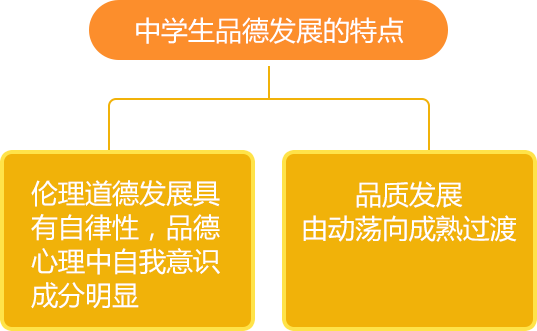 中学生品德发展的特点
伦理道德发展具
有自律性，品德
心理中自我意识
成分明显
品质发展
由动荡向成熟过渡